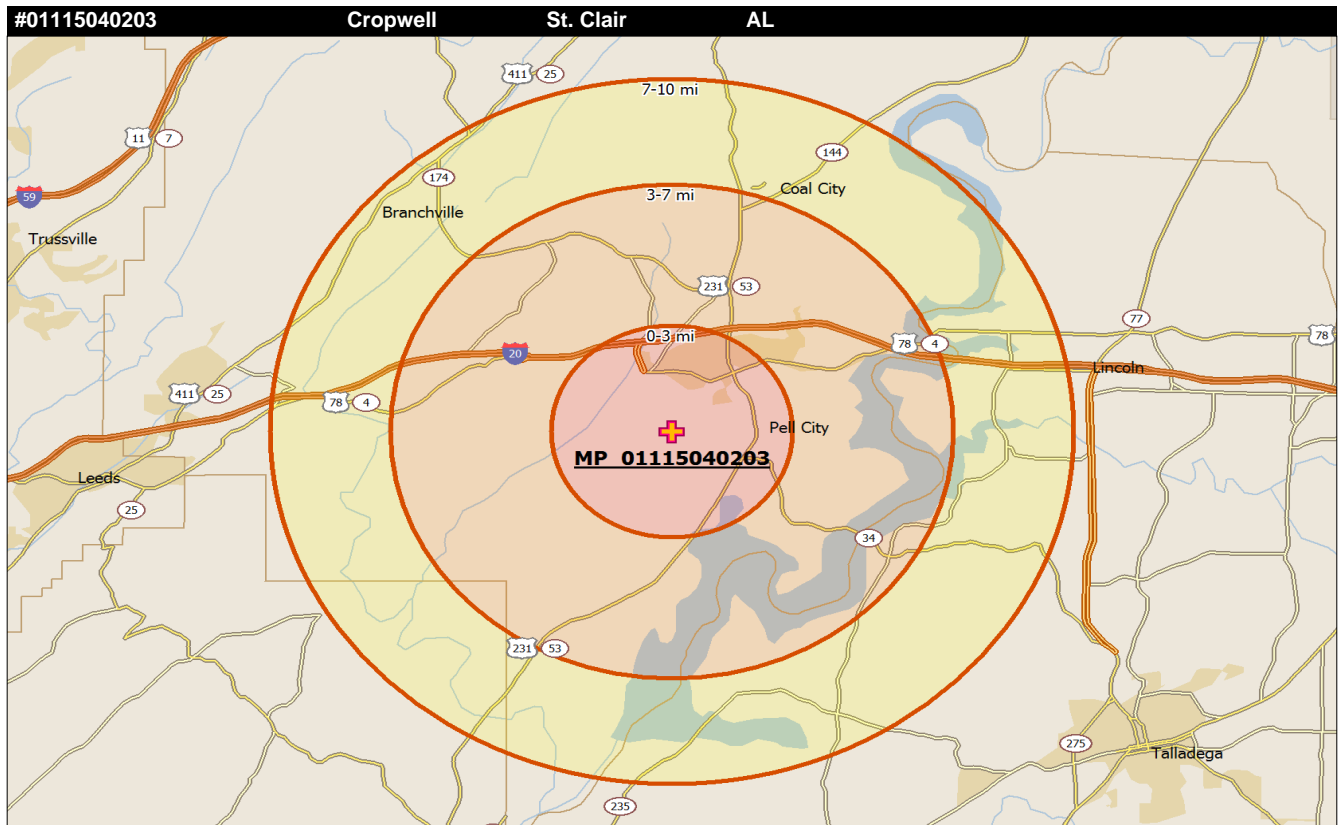 #01115040203 Cropwell St. Clair AL
411 25
7-10 mi
11 7
144
174
59
3-7 mi
Coal City
Branchville
Trussville
231 53
77
0-3 mi
78 4
78
20
Lincoln
411 25
78 4
Pell City
MP 01115040203
Leeds
25
34
231 53
275
Talladega
235